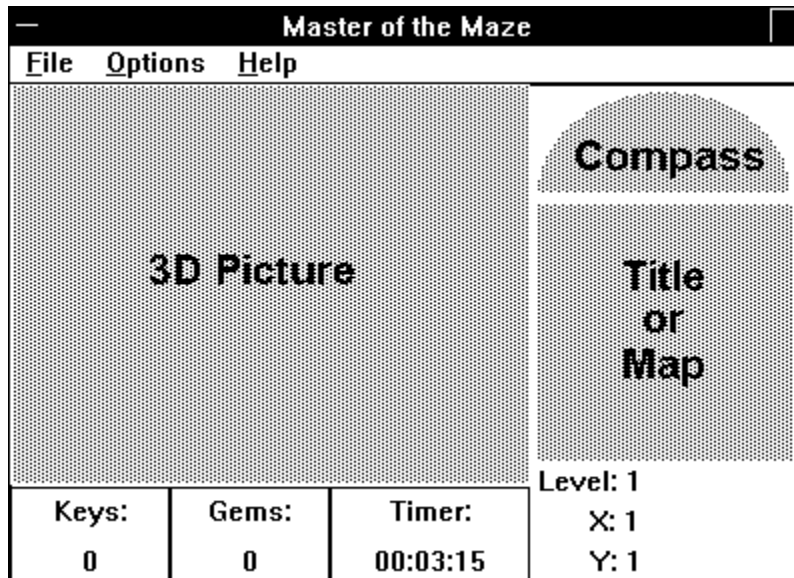 Master of the Maze
File Options Help
3D Picture
Compass
Title
or
Map
Keys: Gems: Timer:
0 0 00:03:15
Level: 1
X: 1
Y: 1